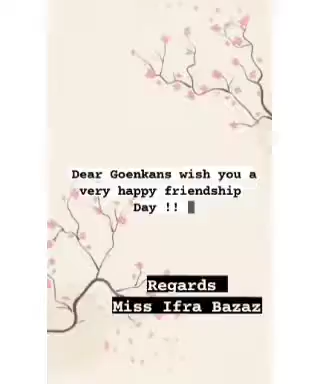 Dear Goenkans wish you a
very happy friendship
Day !!
Regards
Miss Ifra Bazaz